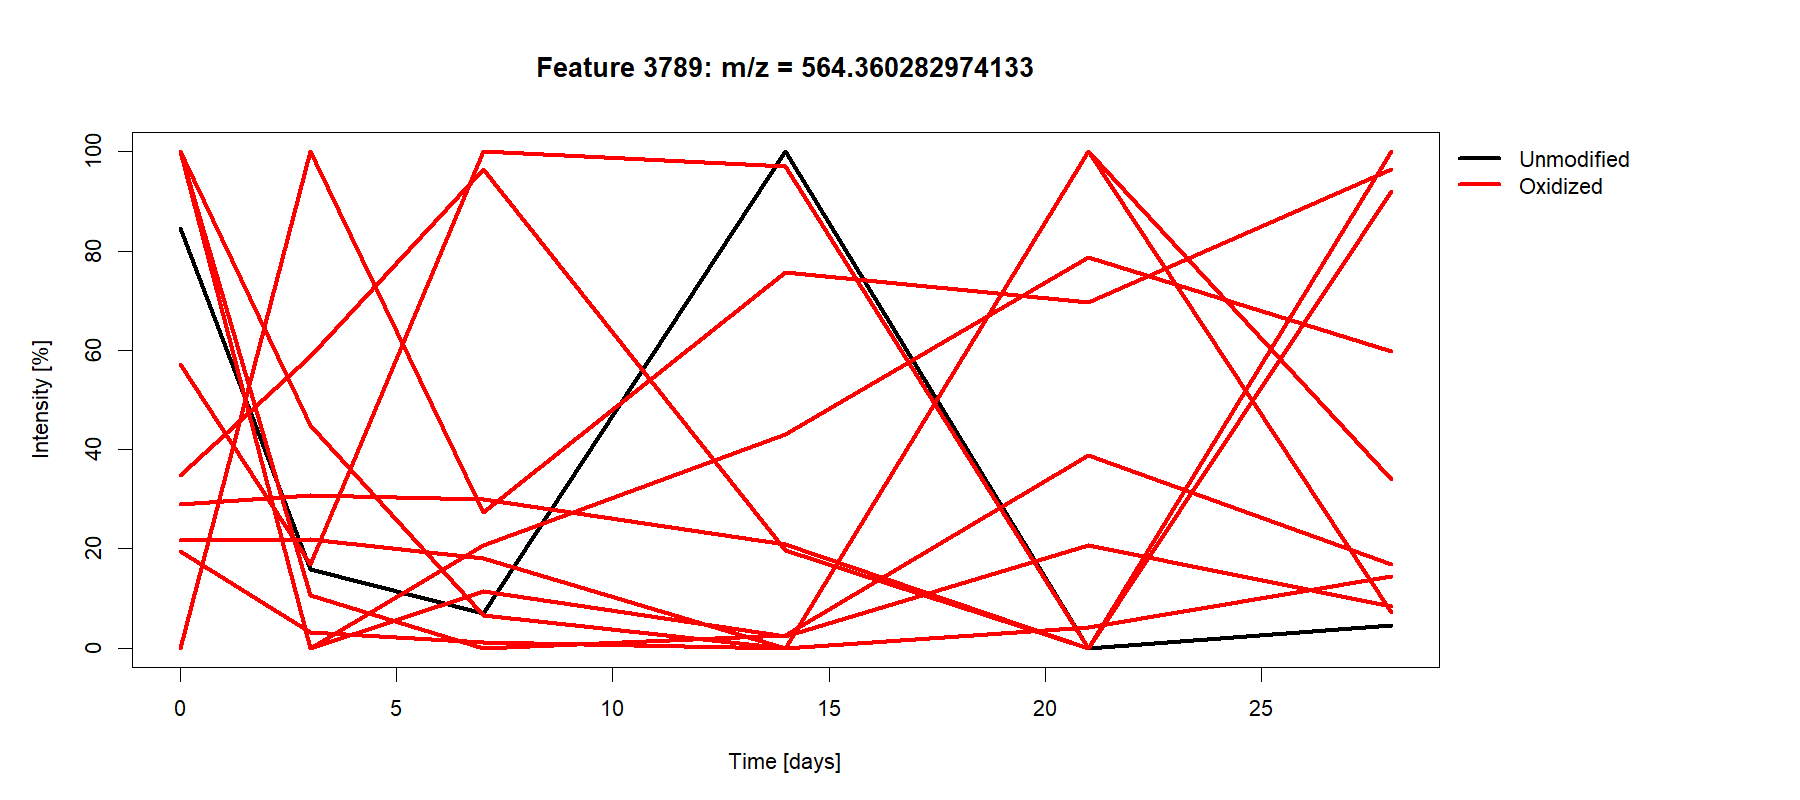 Feature 3789: m/z = 564.360282974133
Unmodified
Oxidized
Intensity [%]
100
80
60
40
20
0
0 5 10 15 20 25
Time [days]